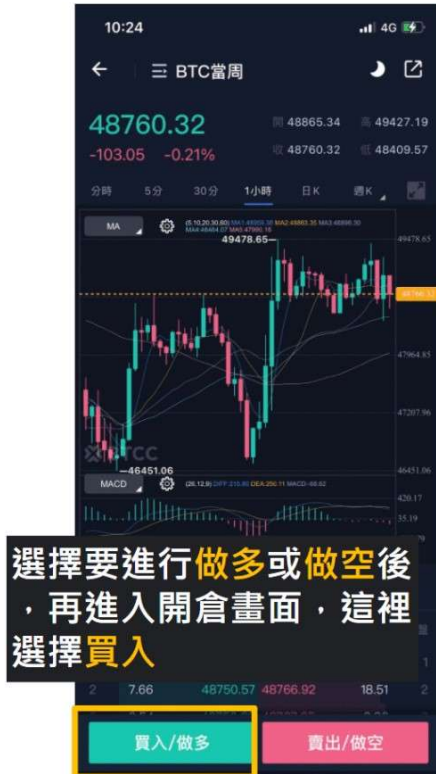 10:24
4G
BTC當周
48760.32
開 48865.34 高 49427.19
-103.05 -0.21%
收 48760.32 低 48409.57
分時 5分 30分 1小時 日K 週K
MA
49478.65
49478.65
48760.32
47964.85
47207.96
BTCC
46451.06
46451.06
MACD
420.17
35.19
選擇要進行做多或做空後
,再進入開倉畫面,這裡
選擇買入
1
2 7.66 48750.57 48766.92 18.51 2
買入/做多 賣出/做空